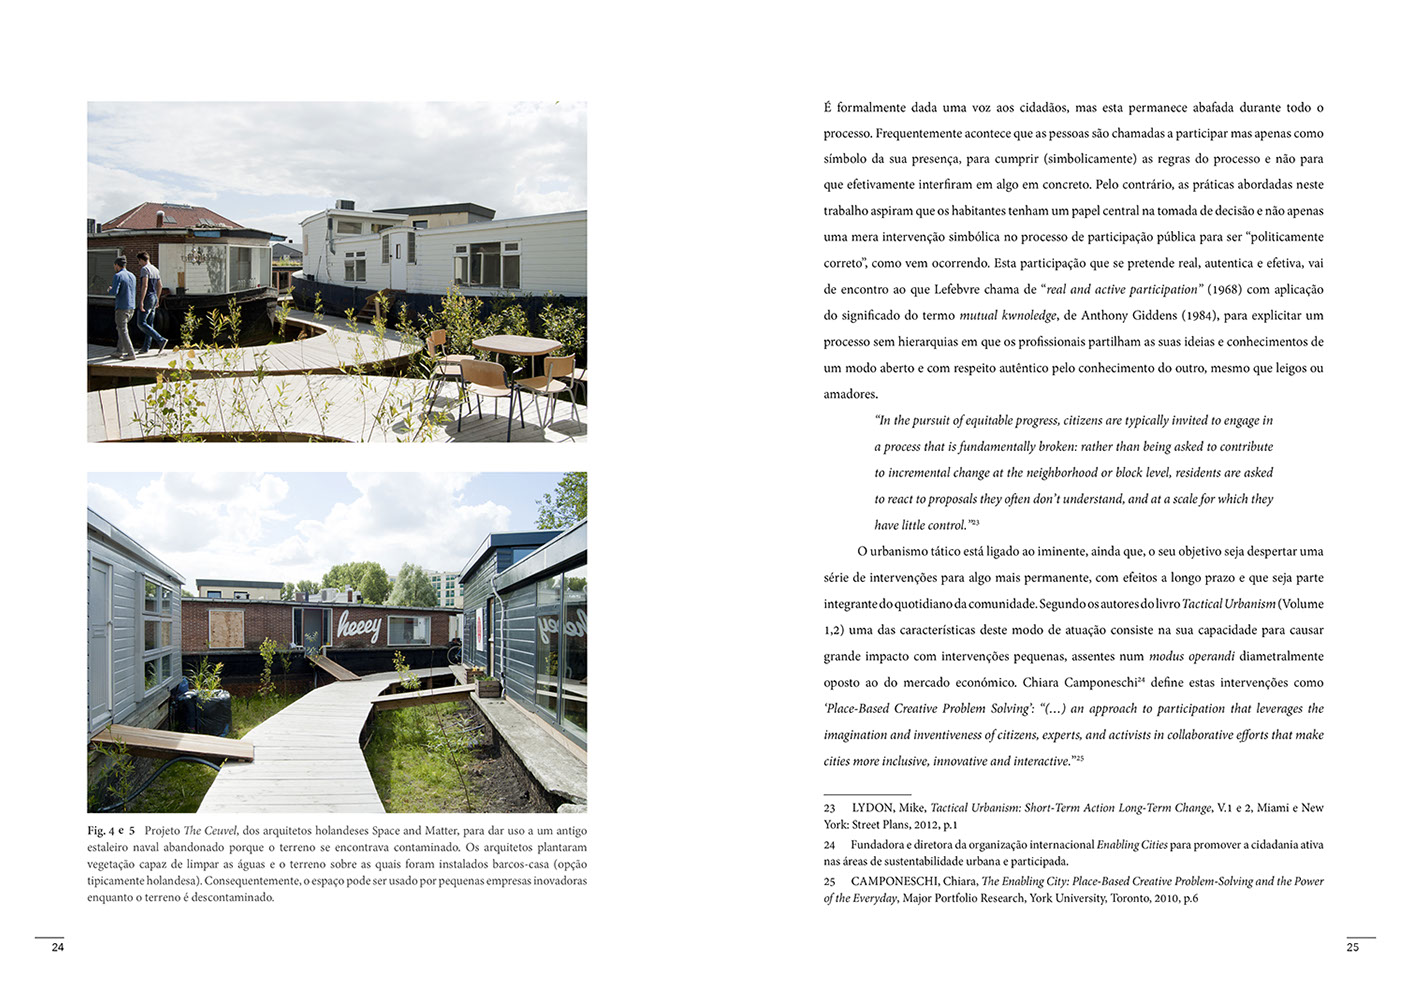 heeey
heeey
Fig. 4 e 5 Projeto The Ceuvel, dos arquitetos holandeses Space and Matter, para dar uso a um antigo
estaleiro naval abandonado porque o terreno se encontrava contaminado. Os arquitetos plantaram
vegetação capaz de limpar as águas e o terreno sobre as quais foram instalados barcos-casa (opção
tipicamente holandesa). Consequentemente, o espaço pode ser usado por pequenas empresas inovadoras
enquanto o terreno é descontaminado.
24
É formalmente dada uma voz aos cidadãos, mas esta permanece abafada durante todo o
processo. Frequentemente acontece que as pessoas são chamadas a participar mas apenas como
símbolo da sua presença, para cumprir (simbolicamente) as regras do processo e não para
que efetivamente interfiram em algo em concreto. Pelo contrário, as práticas abordadas neste
trabalho aspiram que os habitantes tenham um papel central na tomada de decisão e não apenas
uma mera intervenção simbólica no processo de participação pública para ser “politicamente
correto”, como vem ocorrendo. Esta participação que se pretende real, autentica e efetiva, vai
de encontro ao que Lefebvre chama de “real and active participation” (1968) com aplicação
do significado do termo mutual kwnoledge, de Anthony Giddens (1984), para explicitar um
processo sem hierarquias em que os profissionais partilham as suas ideias e conhecimentos de
um modo aberto e com respeito autêntico pelo conhecimento do outro, mesmo que leigos ou
amadores.
“In the pursuit of equitable progress, citizens are typically invited to engage in
a process that is fundamentally broken: rather than being asked to contribute
to incremental change at the neighborhood or block level, residents are asked
to react to proposals they often don’t understand, and at a scale for which they
have little control.”23
O urbanismo tático está ligado ao iminente, ainda que, o seu objetivo seja despertar uma
série de intervenções para algo mais permanente, com efeitos a longo prazo e que seja parte
integrante do quotidiano da comunidade. Segundo os autores do livro Tactical Urbanism (Volume
1,2) uma das características deste modo de atuação consiste na sua capacidade para causar
grande impacto com intervenções pequenas, assentes num modus operandi diametralmente
oposto ao do mercado económico. Chiara Camponeschi24 define estas intervenções como
‘Place-Based Creative Problem Solving’: “(…) an approach to participation that leverages the
imagination and inventiveness of citizens, experts, and activists in collaborative efforts that make
cities more inclusive, innovative and interactive.”25
23 LYDON, Mike, Tactical Urbanism: Short-Term Action Long-Term Change, V.1 e 2, Miami e New
York: Street Plans, 2012, p.1
24 Fundadora e diretora da organização internacional Enabling Cities para promover a cidadania ativa
nas áreas de sustentabilidade urbana e participada.
25 CAMPONESCHI, Chiara, The Enabling City: Place-Based Creative Problem-Solving and the Power
of the Everyday, Major Portfolio Research, York University, Toronto, 2010, p.6
25